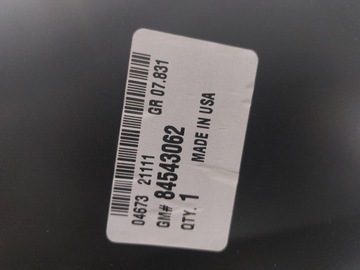 04673 21111 GR 07.831
GM# 84543062
QTY. 1 MADE IN USA